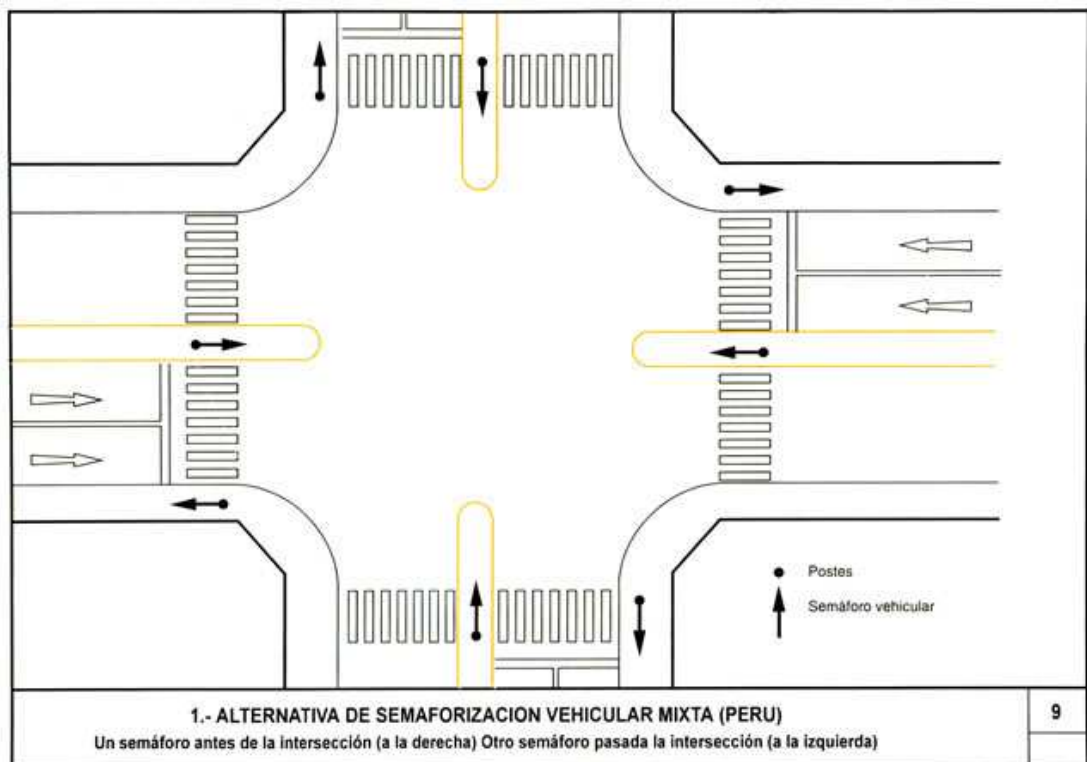 Postes
Semáforo vehicular
1.- ALTERNATIVA DE SEMAFORIZACION VEHICULAR MIXTA (PERU)
9
Un semáforo antes de la intersección (a la derecha) Otro semáforo pasada la intersección (a la izquierda)